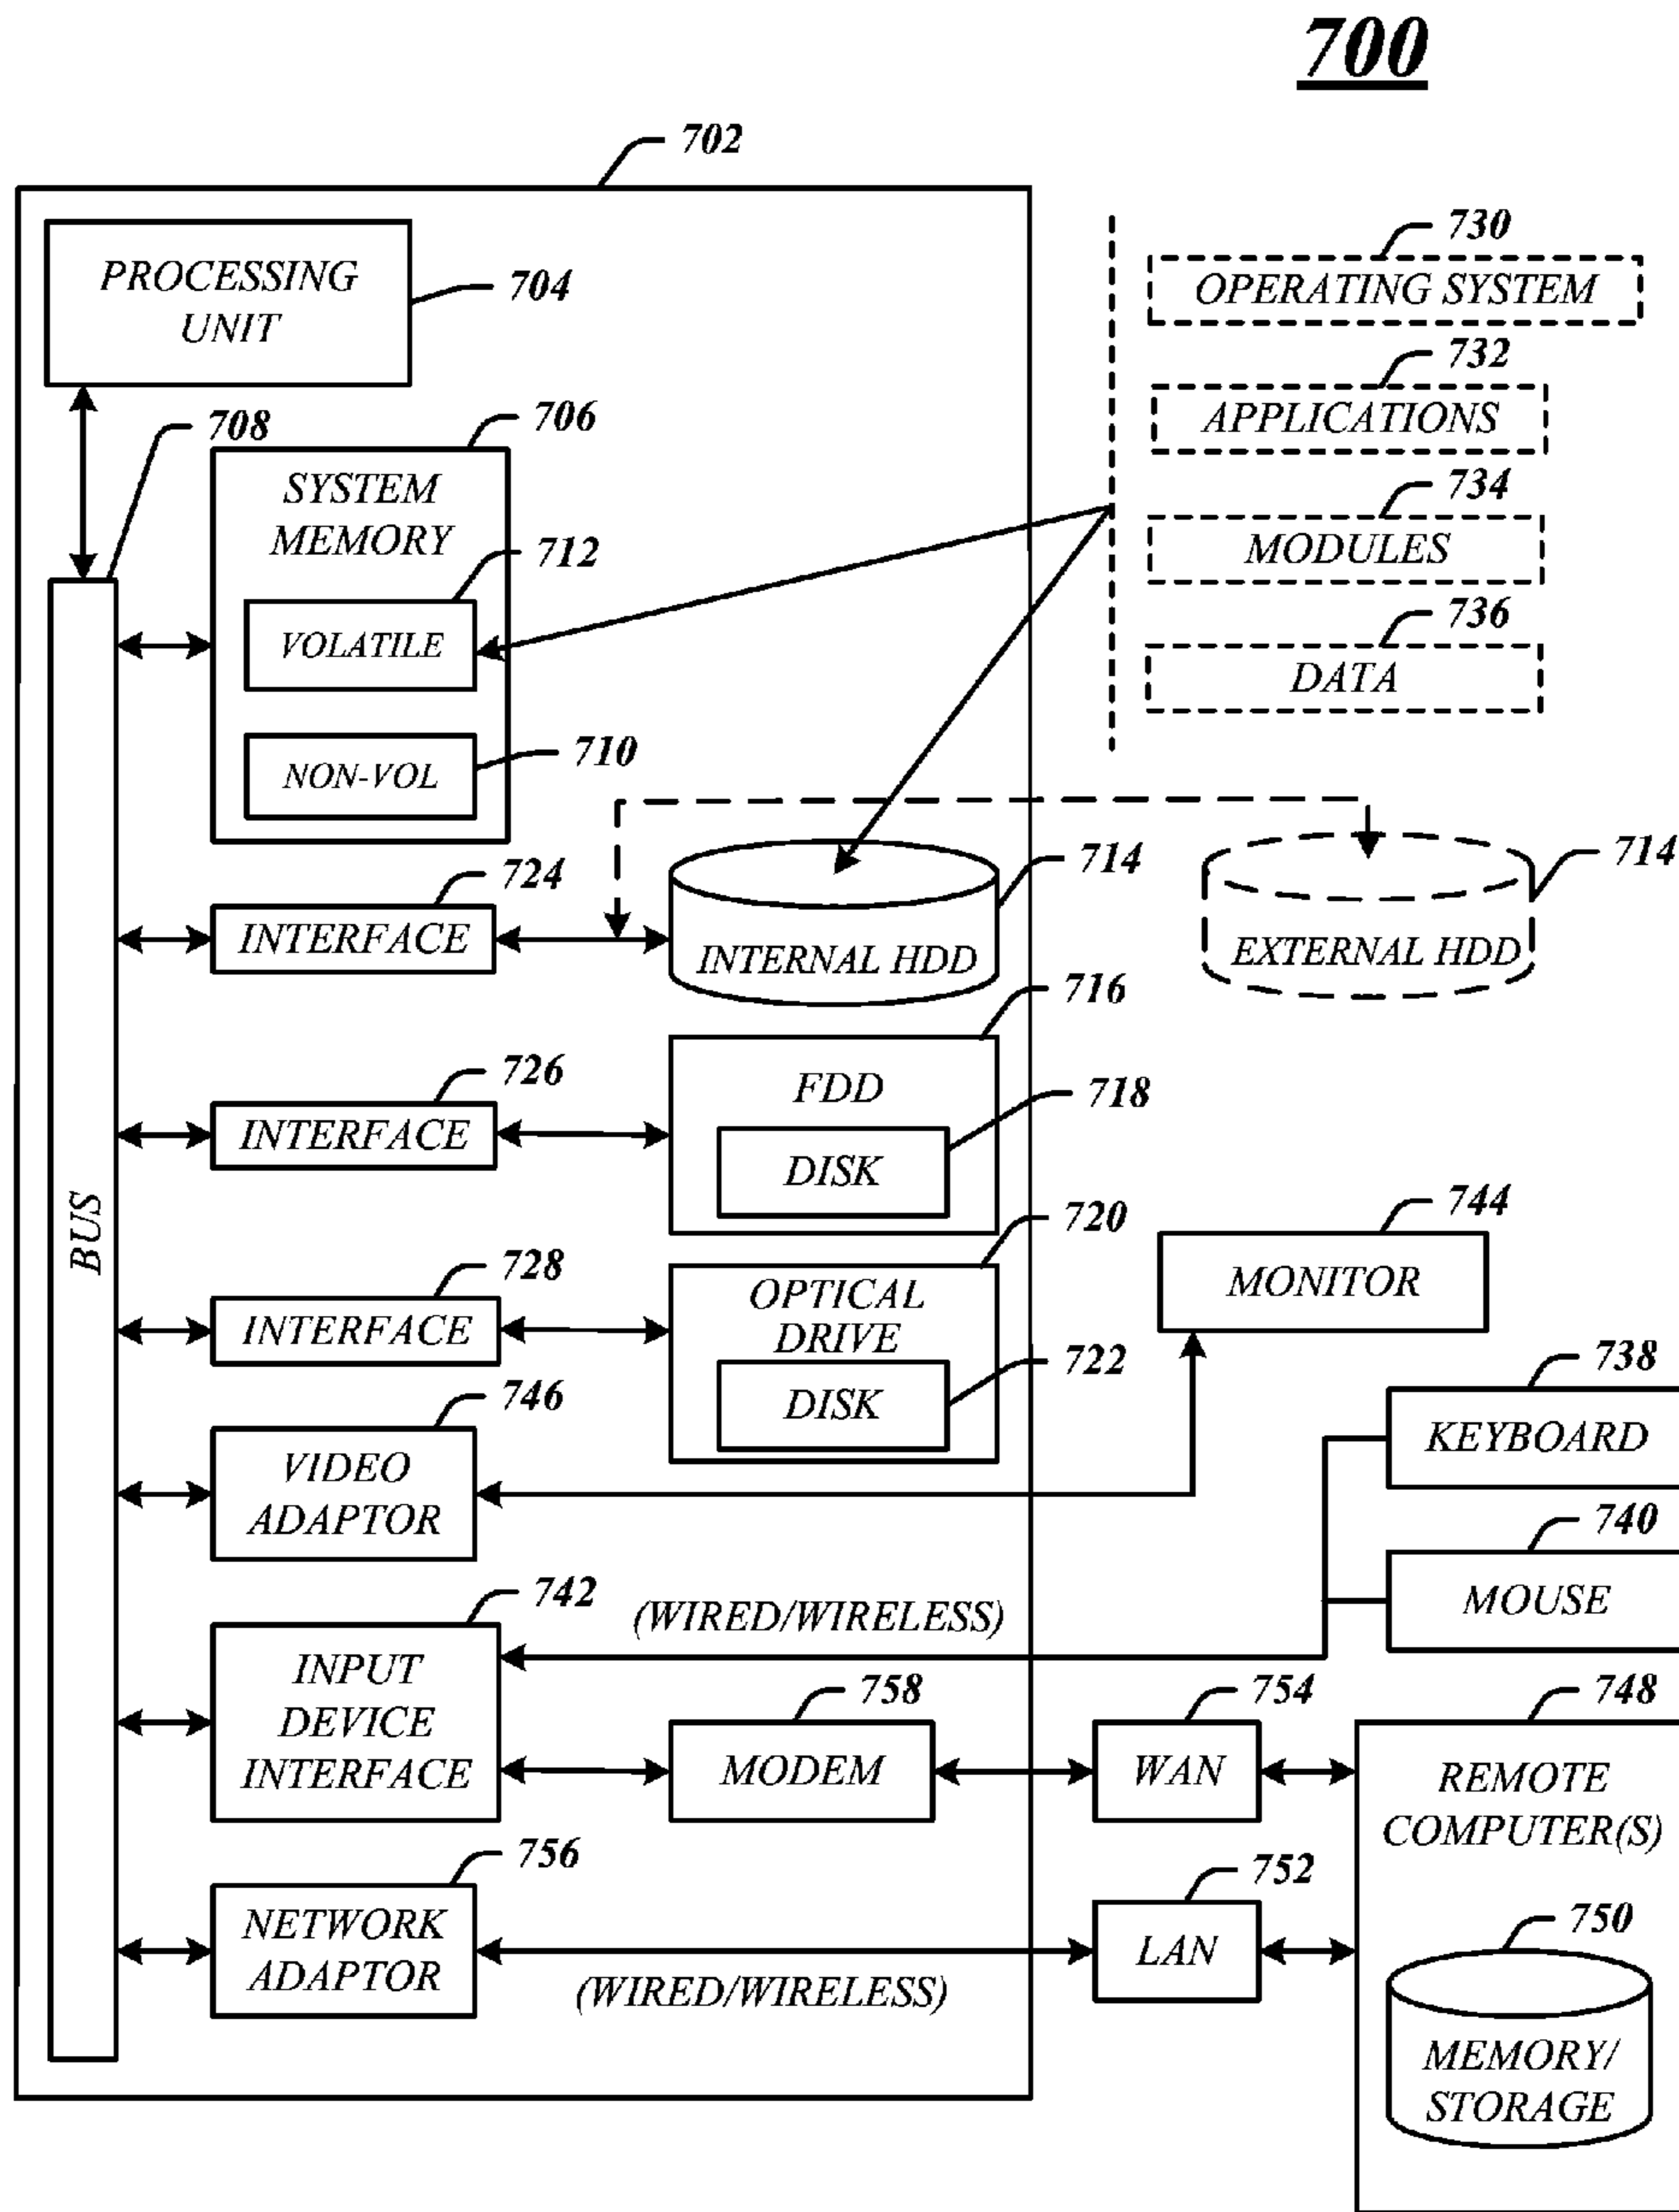 700
702
PROCESSING
UNIT
704
730
OPERATING SYSTEM
732
APPLICATIONS
734
MODULES
736
DATA
708
706
SYSTEM
MEMORY
712
VOLATILE
710
NON-VOL
BUS
724
INTERFACE
714
INTERNAL HDD
714
EXTERNAL HDD
726
INTERFACE
716
FDD
718
DISK
728
INTERFACE
720
OPTICAL
DRIVE
722
DISK
744
MONITOR
746
VIDEO
ADAPTOR
738
KEYBOARD
740
MOUSE
742
INPUT
DEVICE
INTERFACE
(WIRED/WIRELESS)
758
MODEM
754
WAN
748
REMOTE
COMPUTER(S)
756
NETWORK
ADAPTOR
(WIRED/WIRELESS)
752
LAN
750
MEMORY/
STORAGE